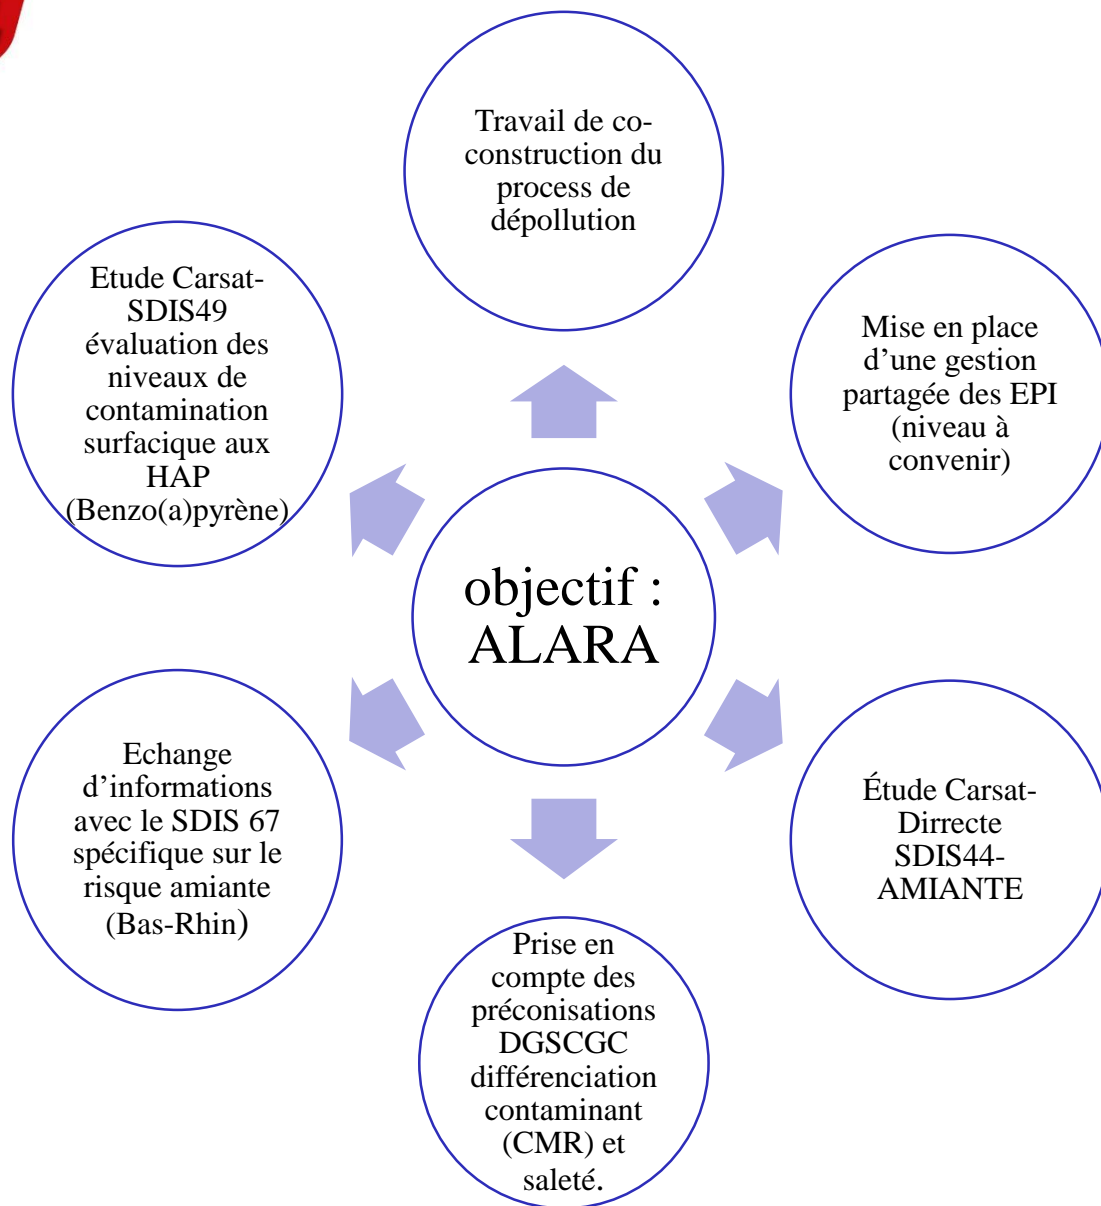 Travail de co-
construction du
process de
dépollution
Mise en place
d’une gestion
partagée des EPI
(niveau à
convenir)
Étude Carsat-
Dirrecte
SDIS44-
AMIANTE
Prise en
compte des
préconisations
DGSCGC
différenciation
contaminant
(CMR) et
saleté.
Echange
d’informations
avec le SDIS 67
spécifique sur le
risque amiante
(Bas-Rhin)
Etude Carsat-
SDIS49
évaluation des
niveaux de
contamination
surfacique aux
HAP
(Benzo(a)pyrène)
objectif :
ALARA